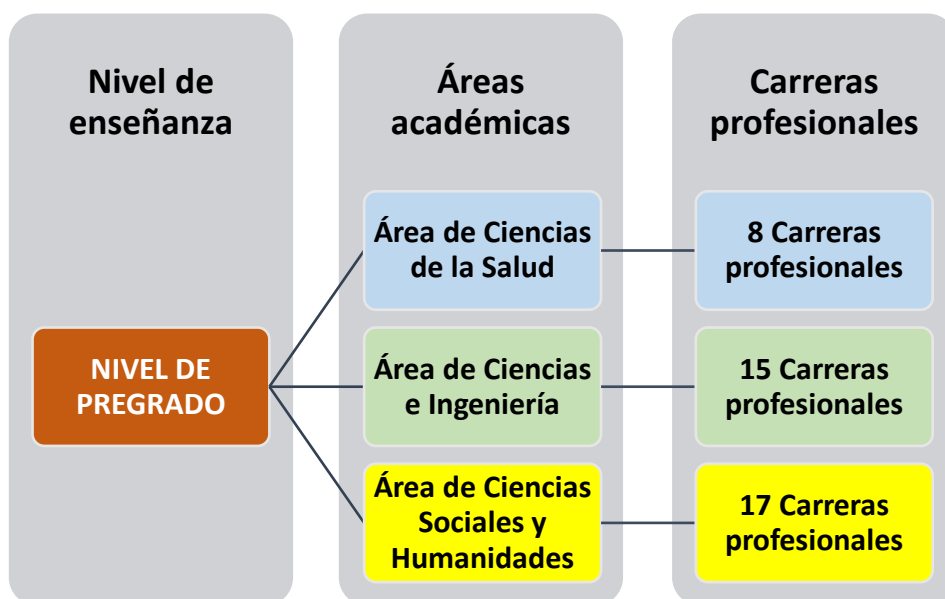 Nivel de
enseñanza
Áreas
académicas
Carreras
profesionales
NIVEL DE
PREGRADO
Área de Ciencias
de la Salud
8 Carreras
profesionales
Área de Ciencias
e Ingeniería
15 Carreras
profesionales
Área de Ciencias
Sociales y
Humanidades
17 Carreras
profesionales